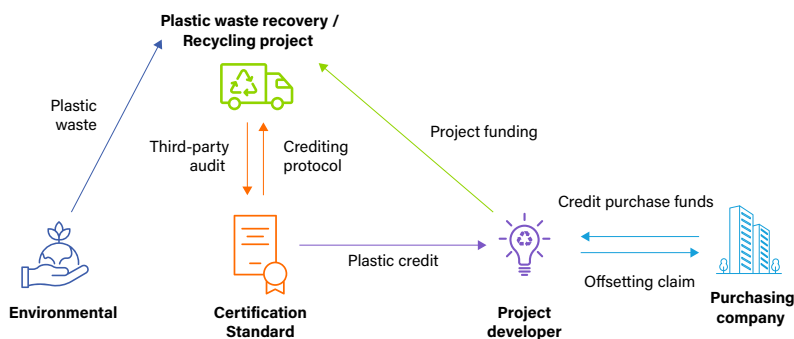 Plastic waste recovery /
Recycling project
Plastic
waste
Third-party
audit
Crediting
protocol
Project funding
Credit purchase funds
Plastic credit
Offsetting claim
Environmental
Certification
Standard
Project
developer
Purchasing
company